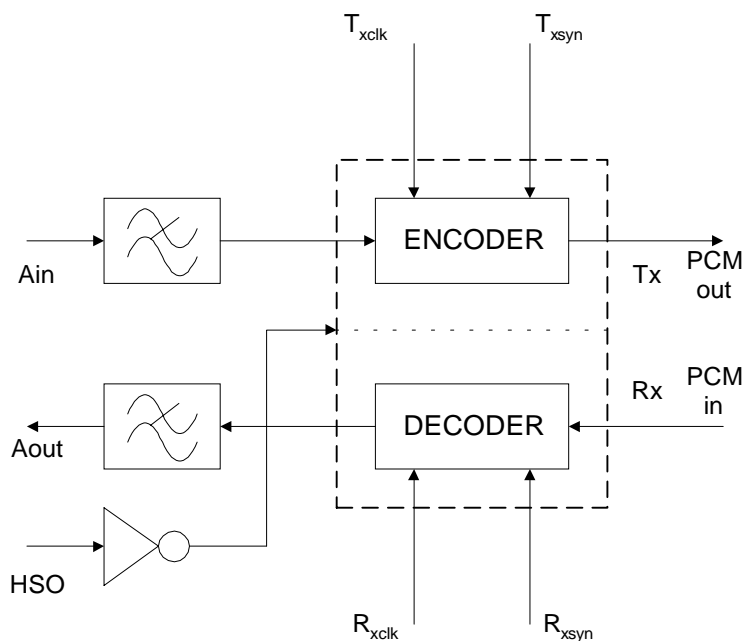 Txclk
Txsyn
ENCODER
Ain
Tx
PCM
out
Rx
PCM
in
DECODER
Aout
HSO
Rxclk
Rxsyn